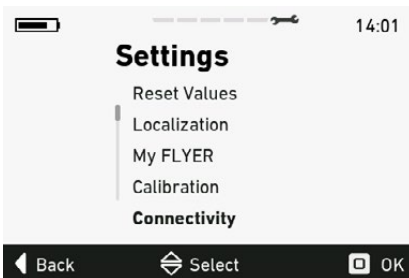 14:01
Settings
Reset Values
Localization
My FLYER
Calibration
Connectivity
Back Select OK